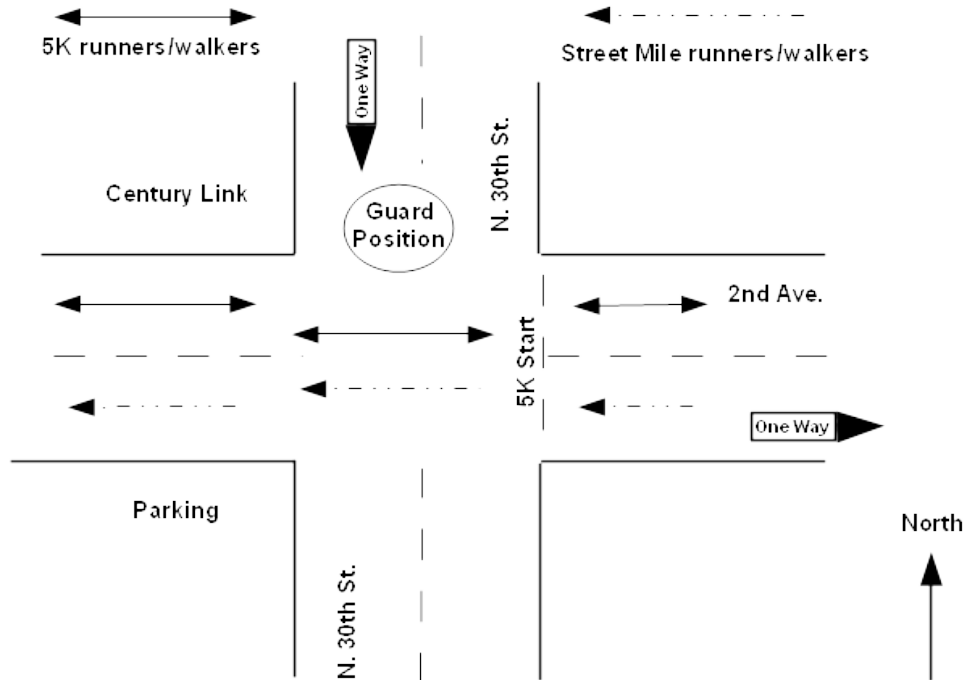 5K runners/walkers
Street Mile runners/walkers
One Way
N. 30th St.
Century Link
Guard
Position
2nd Ave.
5K Start
One Way
Parking
North
N. 30th St.